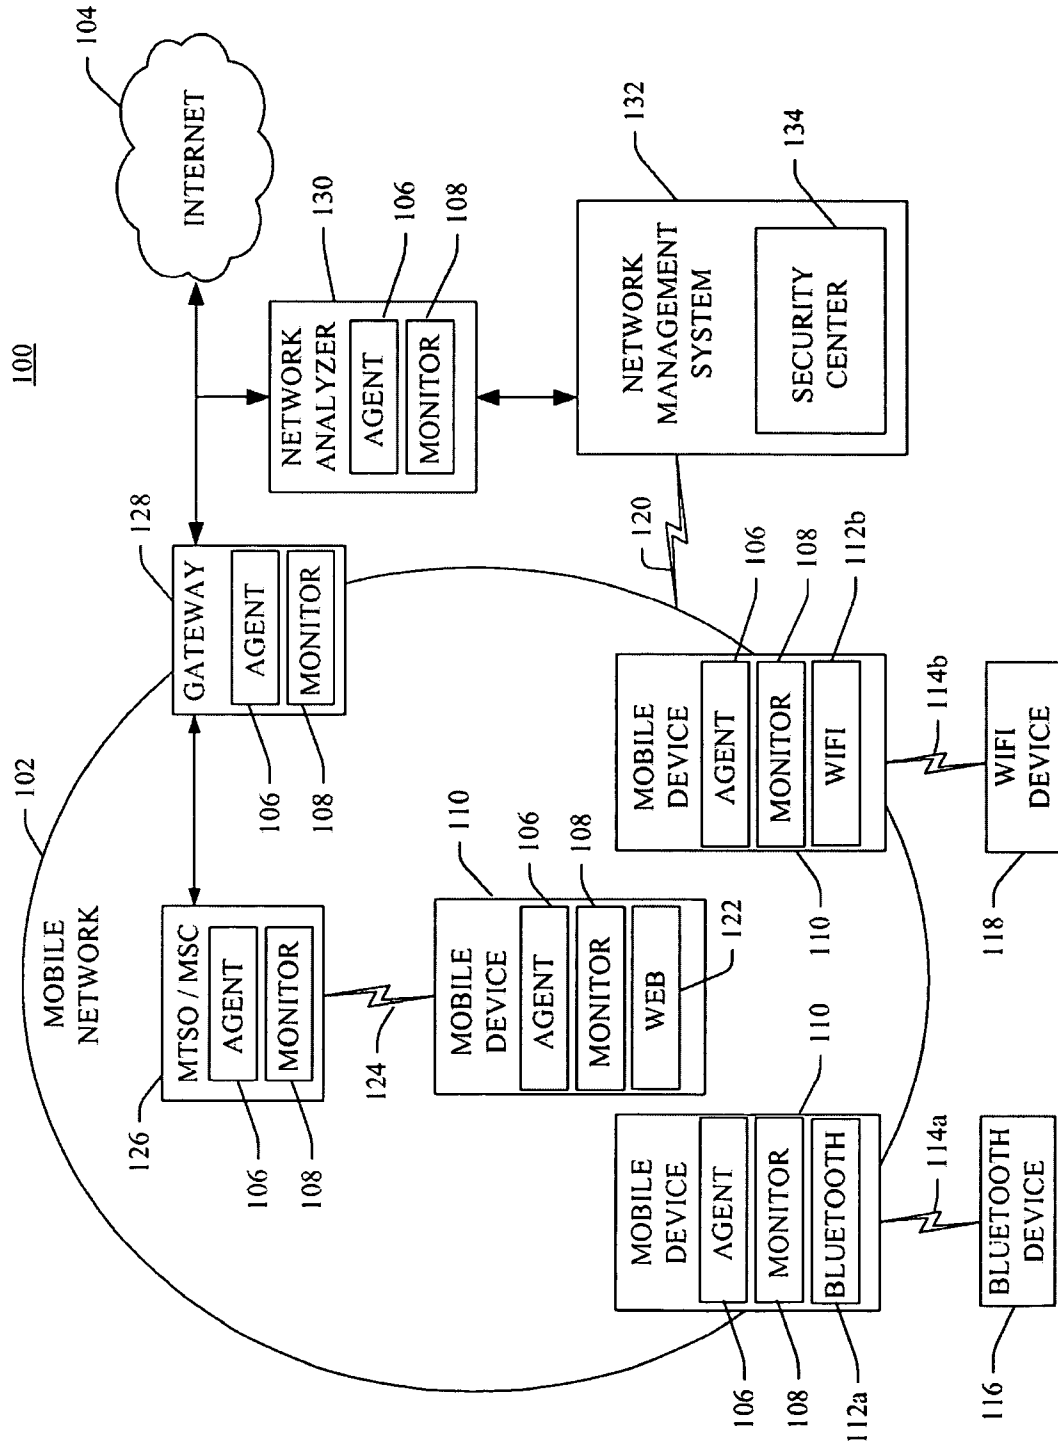 100
102
MOBILE
NETWORK
126
MTSO / MSC
AGENT
MONITOR
106
108
128
GATEWAY
AGENT
MONITOR
106
108
104
INTERNET
130
NETWORK
ANALYZER
AGENT
MONITOR
106
108
124
110
MOBILE
DEVICE
AGENT
MONITOR
WEB
106
108
122
120
132
NETWORK
MANAGEMENT
SYSTEM
134
SECURITY
CENTER
MOBILE
DEVICE
AGENT
MONITOR
BLUETOOTH
110
106
108
112a
MOBILE
DEVICE
AGENT
MONITOR
WIFI
106
108
112b
110
114a
BLUETOOTH
DEVICE
116
114b
WIFI
DEVICE
118